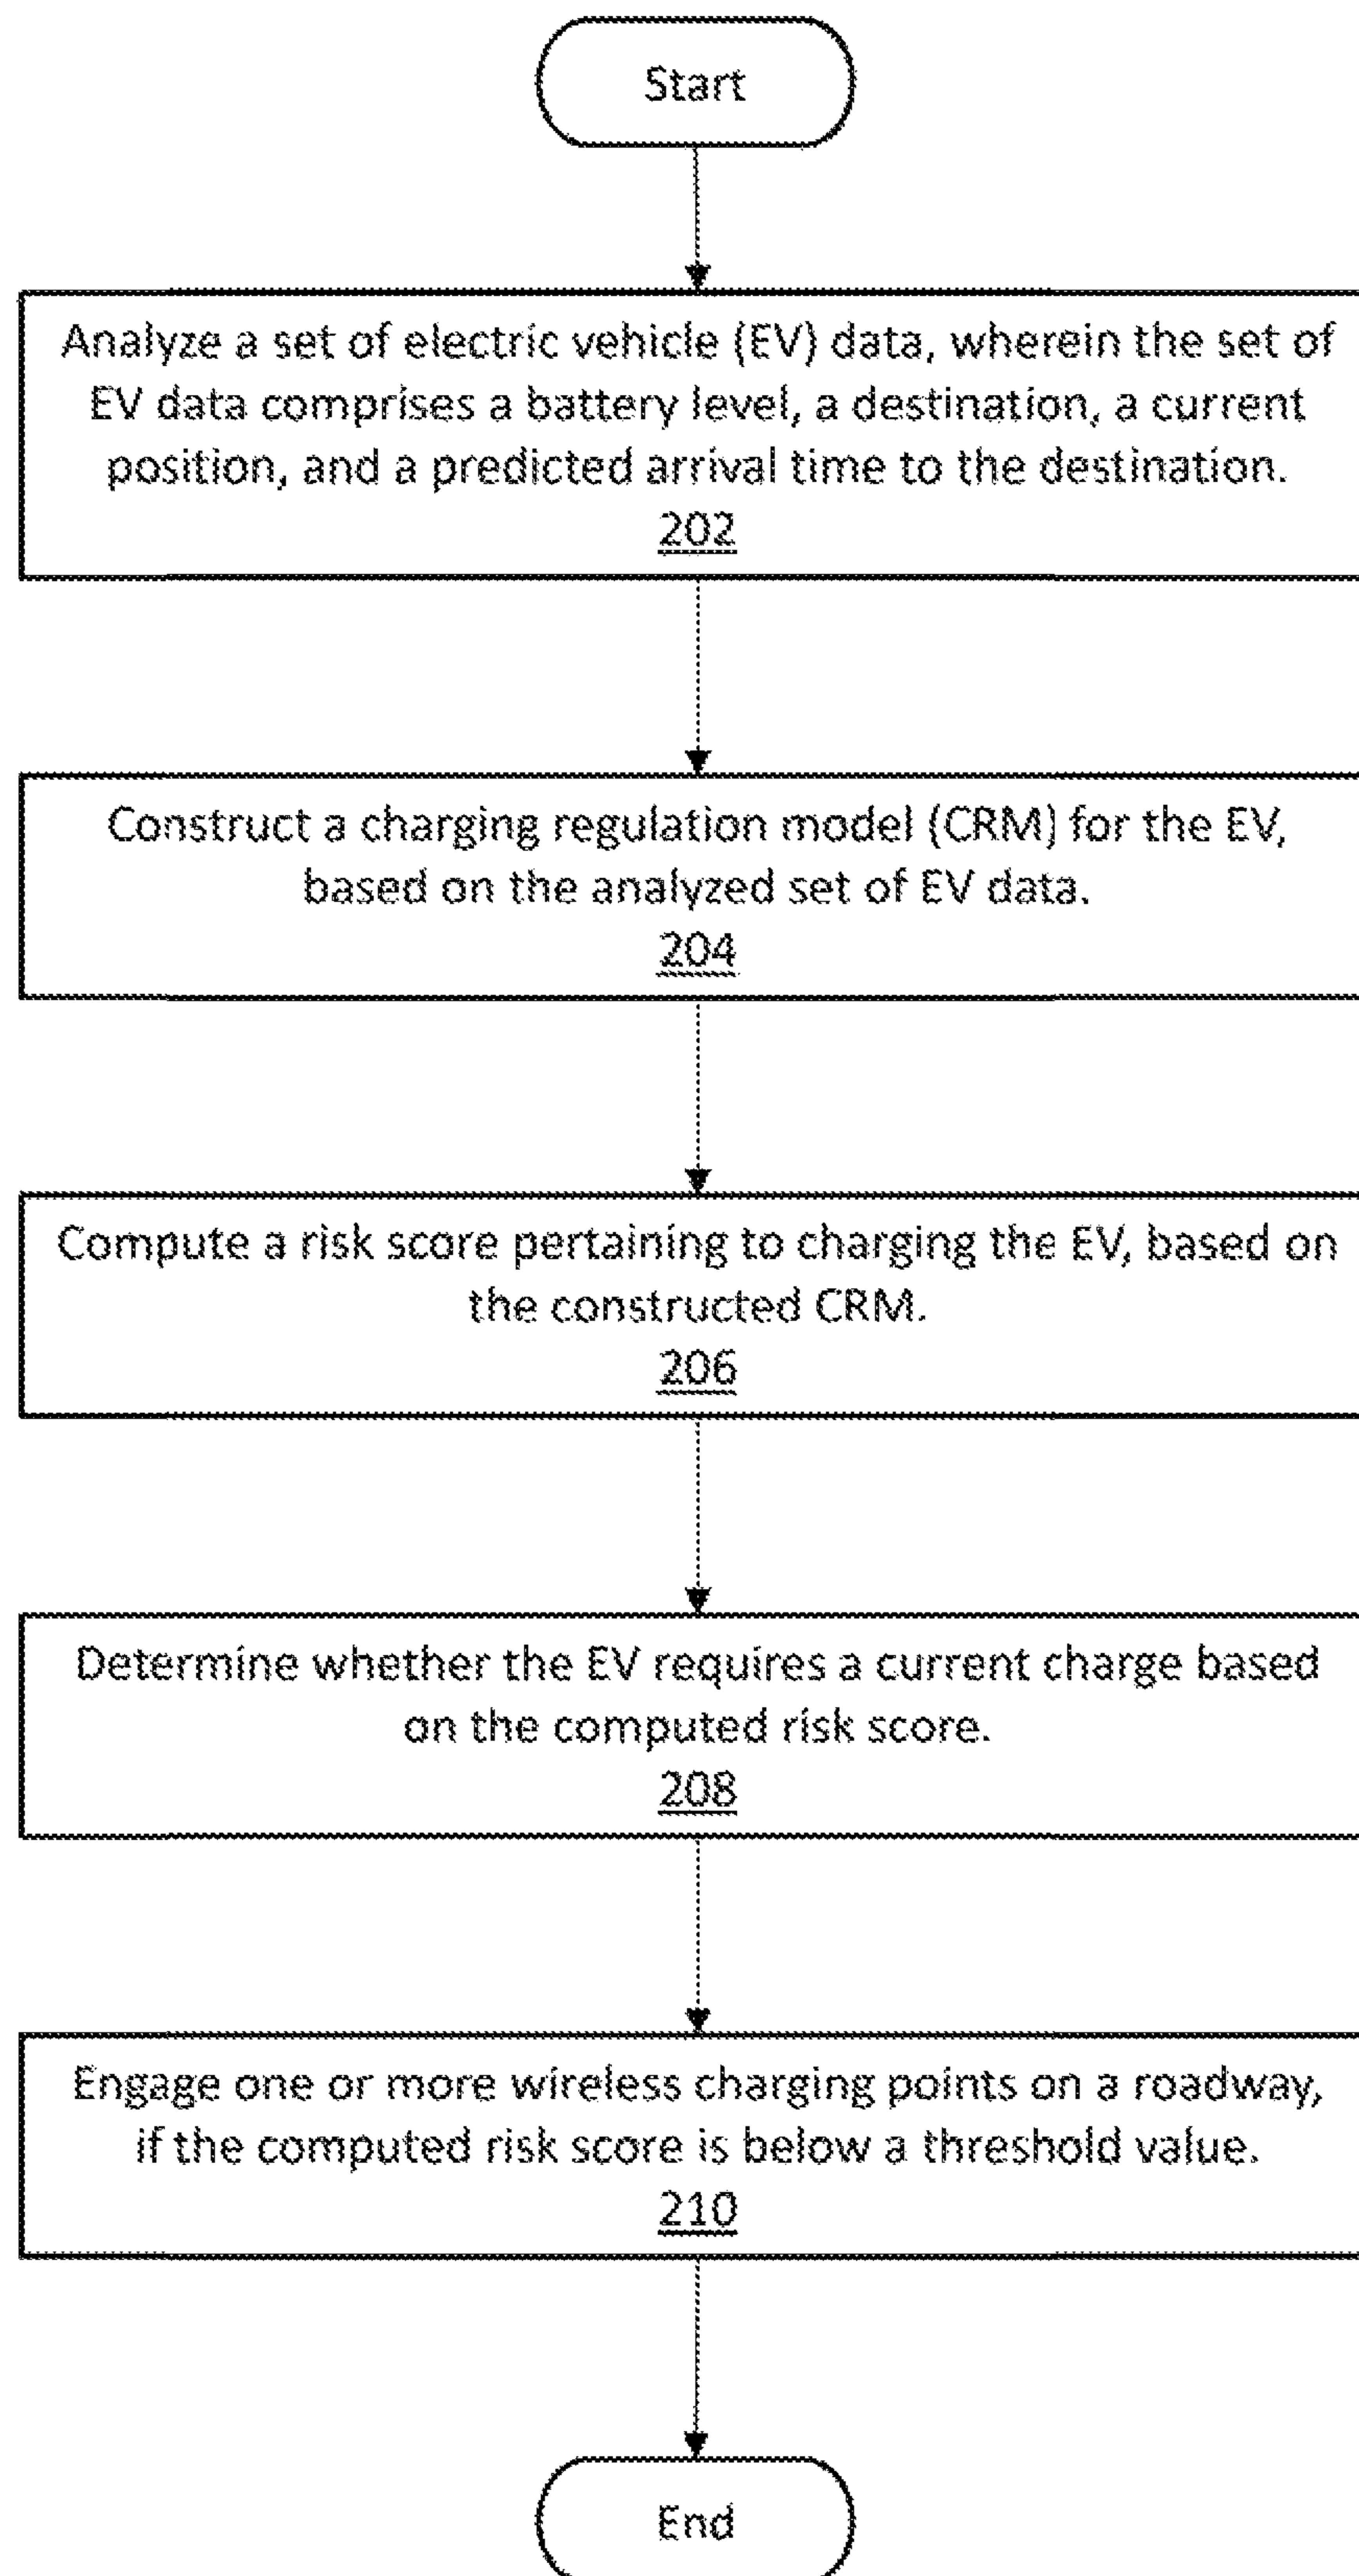 Start
Analyze a set of electric vehicle (EV) data, wherein the set of
EV data comprises a battery level, a destination, a current
position, and a predicted arrival time to the destination.
202
Construct a charging regulation model (CRM) for the EV,
based on the analyzed set of EV data.
204
Compute a risk score pertaining to charging the EV, based on
the constructed CRM.
206
Determine whether the EV requires a current charge based
on the computed risk score.
208
Engage one or more wireless charging points on a roadway,
if the computed risk score is below a threshold value.
210
End